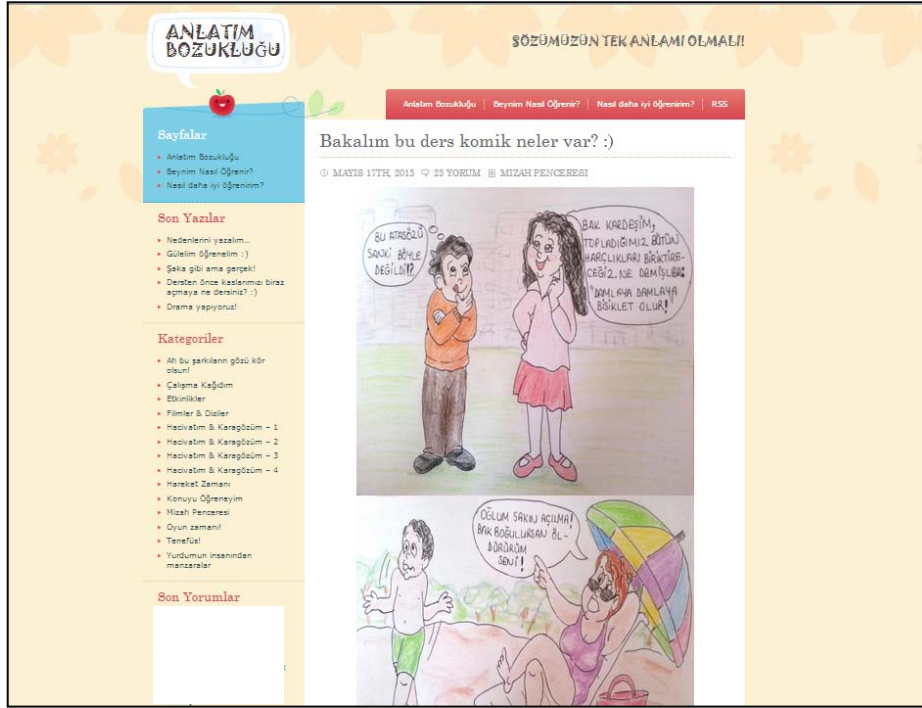 ANLATIM
BOZUKLUĞU
SÖZÜMÜZÜN TEK ANLAMI OLMALI!
Anlatım Bozukluğu | Beynim Nasıl Öğrenir? | Nasıl daha iyi öğrenirim? | RSS
Sayfalar
Anlatım Bozukluğu
Beynim Nasıl Öğrenir?
Nasıl daha iyi öğrenirim?
Son Yazılar
Nedenlerini yazalım...
Gülelim öğrenelim :)
Şaka gibi ama gerçek!
Dersten önce kaslarımızı biraz
açmaya ne dersiniz? :)
Drama yapıyoruz!
Kategoriler
Ah bu şarkıların gözü kör
olsun!
Çalışma Kağıdım
Etkinlikler
Filmler & Diziler
Hacivatım & Karagözüm – 1
Hacivatım & Karagözüm – 2
Hacivatım & Karagözüm – 3
Hacivatım & Karagözüm – 4
Hareket Zamanı
Konuyu Öğreneyim
Mizah Penceresi
Oyun zamanı!
Tenefüs!
Yurdumun insanından
manzaralar
Son Yorumlar
Bakalım bu ders komik neler var? :)
MAYIS 17TH, 2013 23 YORUM MIZAH PENCERESI
BU ATASÖZÜ
SANKİ BÖYLE
DEĞİLDİ!?
BAK KARDEŞİM,
TOPLADIĞIMIZ BÜTÜN
HARÇLIKLARI BİRİKTİRE-
CEĞİZ. NE DEMİŞLER:
"DAMLAYA DAMLAYA
BİSİKLET OLUR!
OĞLUM SAKIN AÇILMA!
BAK BOĞULURSAN ÖL-
DÜRÜRÜM
SENİ!